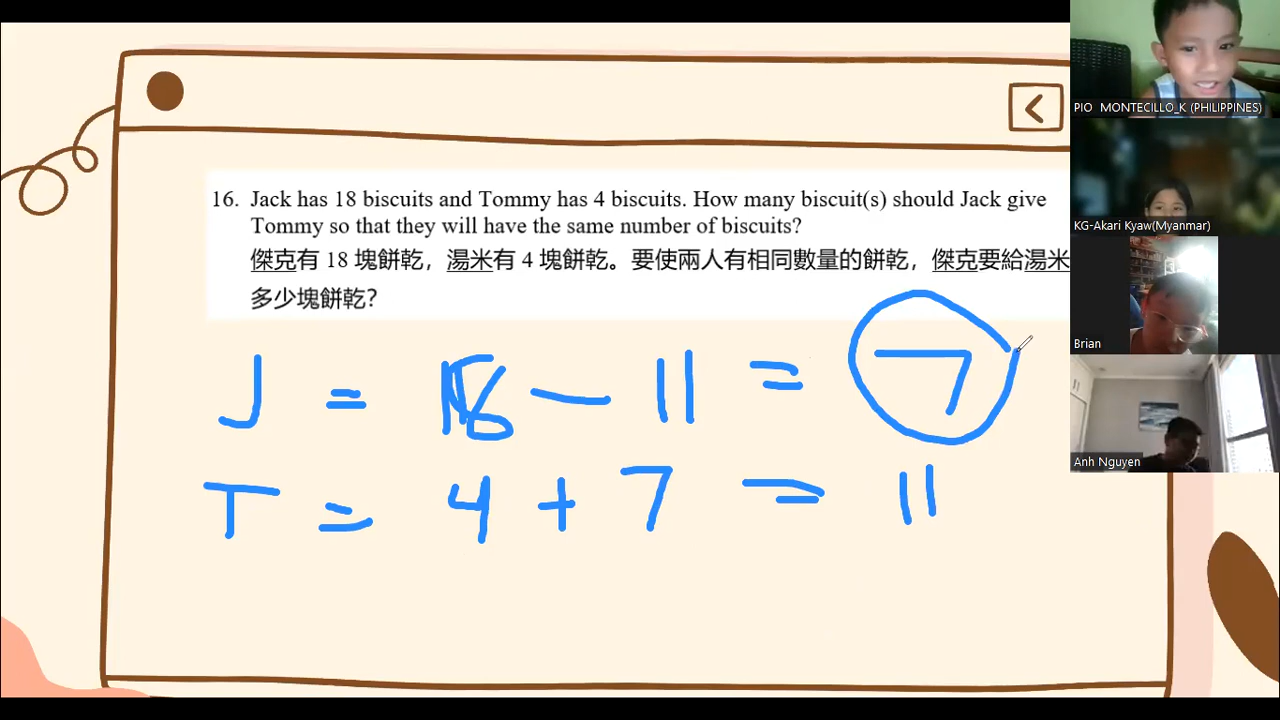 16. Jack has 18 biscuits and Tommy has 4 biscuits. How many biscuit(s) should Jack give
Tommy so that they will have the same number of biscuits?
傑克有 18 塊餅乾，湯米有 4 塊餅乾。要使兩人有相同數量的餅乾，傑克要給湯米
多少塊餅乾?
J = 18 − 11 = 7
T = 4 + 7 = 11
PIO MONTECILLO_K (PHILIPPINES)
KG-Akari Kyaw(Myanmar)
Brian
Anh Nguyen